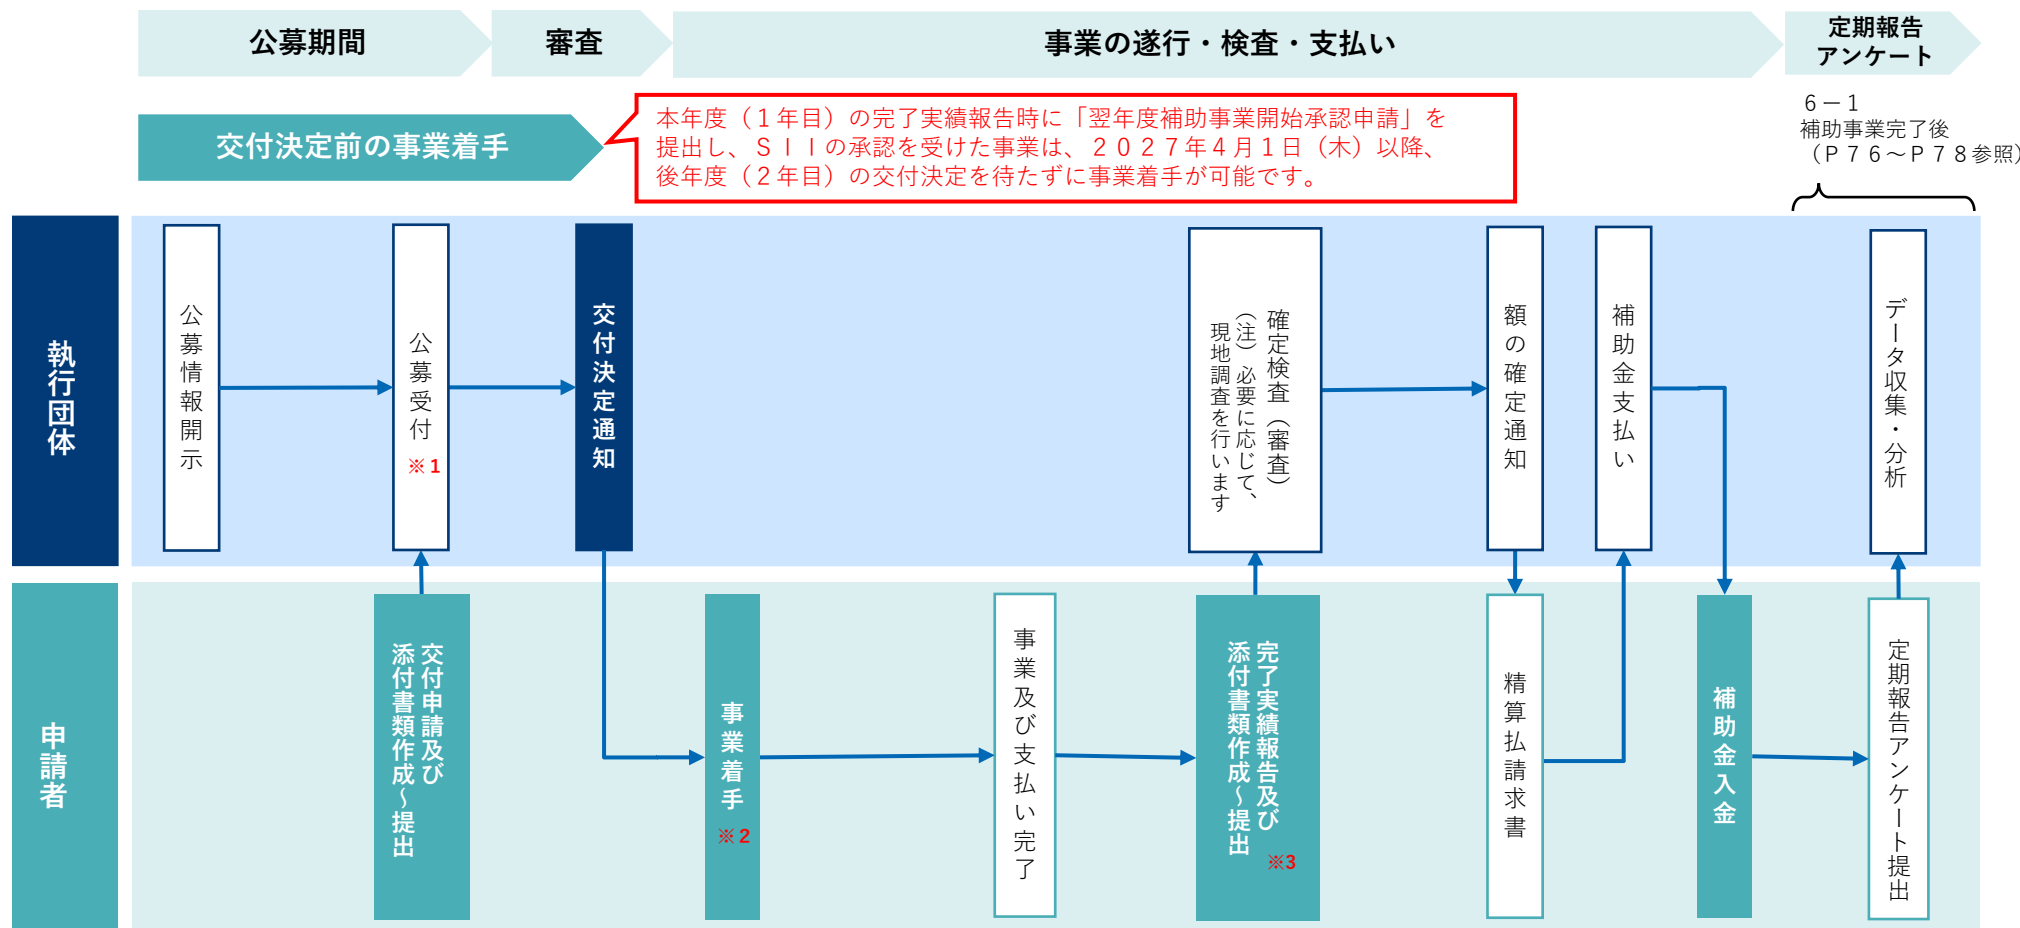 公募期間
審査
事業の遂行・検査・支払い
定期報告
アンケート
交付決定前の事業着手
本年度（１年目）の完了実績報告時に「翌年度補助事業開始承認申請」を
提出し、ＳＩＩの承認を受けた事業は、２０２７年４月１日（木）以降、
後年度（２年目）の交付決定を待たずに事業着手が可能です。
６－１
補助事業完了後
（Ｐ７６～Ｐ７８参照）
執行団体
公募情報開示
公募受付
※1
交付決定通知
確定検査（審査）
（注）必要に応じて、
現地調査を行います
額の確定通知
補助金支払い
データ収集・分析
申請者
交付申請及び
添付書類作成～提出
事業着手
※2
事業及び支払い完了
完了実績報告及び
添付書類作成～提出
※3
精算払請求書
補助金入金
定期報告アンケート提出